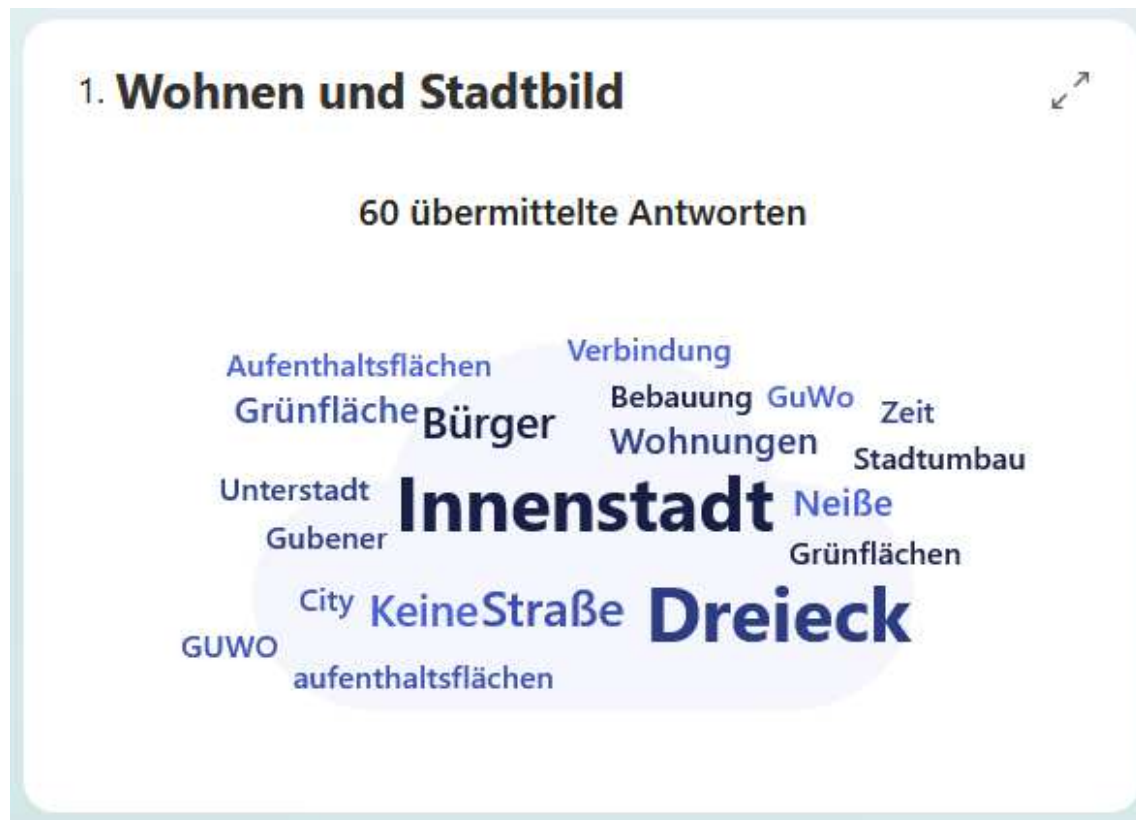 1. Wohnen und Stadtbild
60 übermittelte Antworten
Verbindung
Aufenthaltsflächen
Bebauung GuWo Zeit
Grünfläche Bürger
Wohnungen
Stadtumbau
Unterstadt Innenstadt Neiße
Gubener
Grünflächen
City Keine Straße Dreieck
GUWO
aufenthaltsflächen